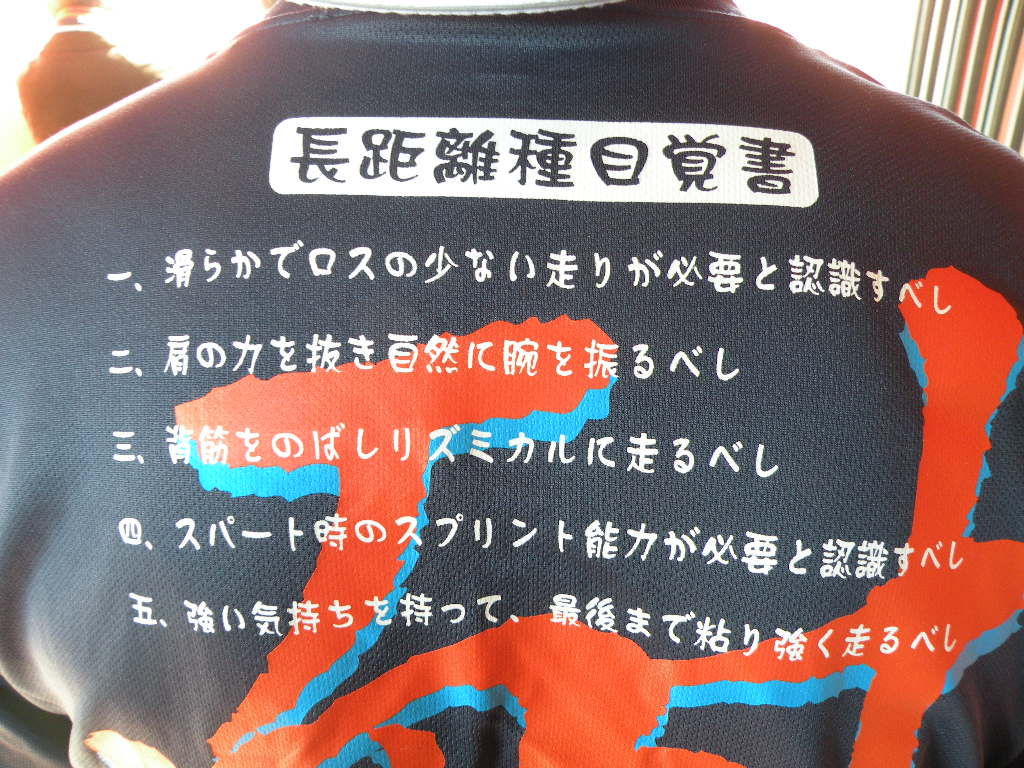 長距離種目覚書
一、滑らかでロスの少ない走りが必要と認識すべし
二、肩の力を抜き自然に腕を振るべし
三、背筋をのばしリズミカルに走るべし
四、スパート時のスプリント能力が必要と認識すべし
五、強い気持ちを持って、最後まで粘り強く走るべし